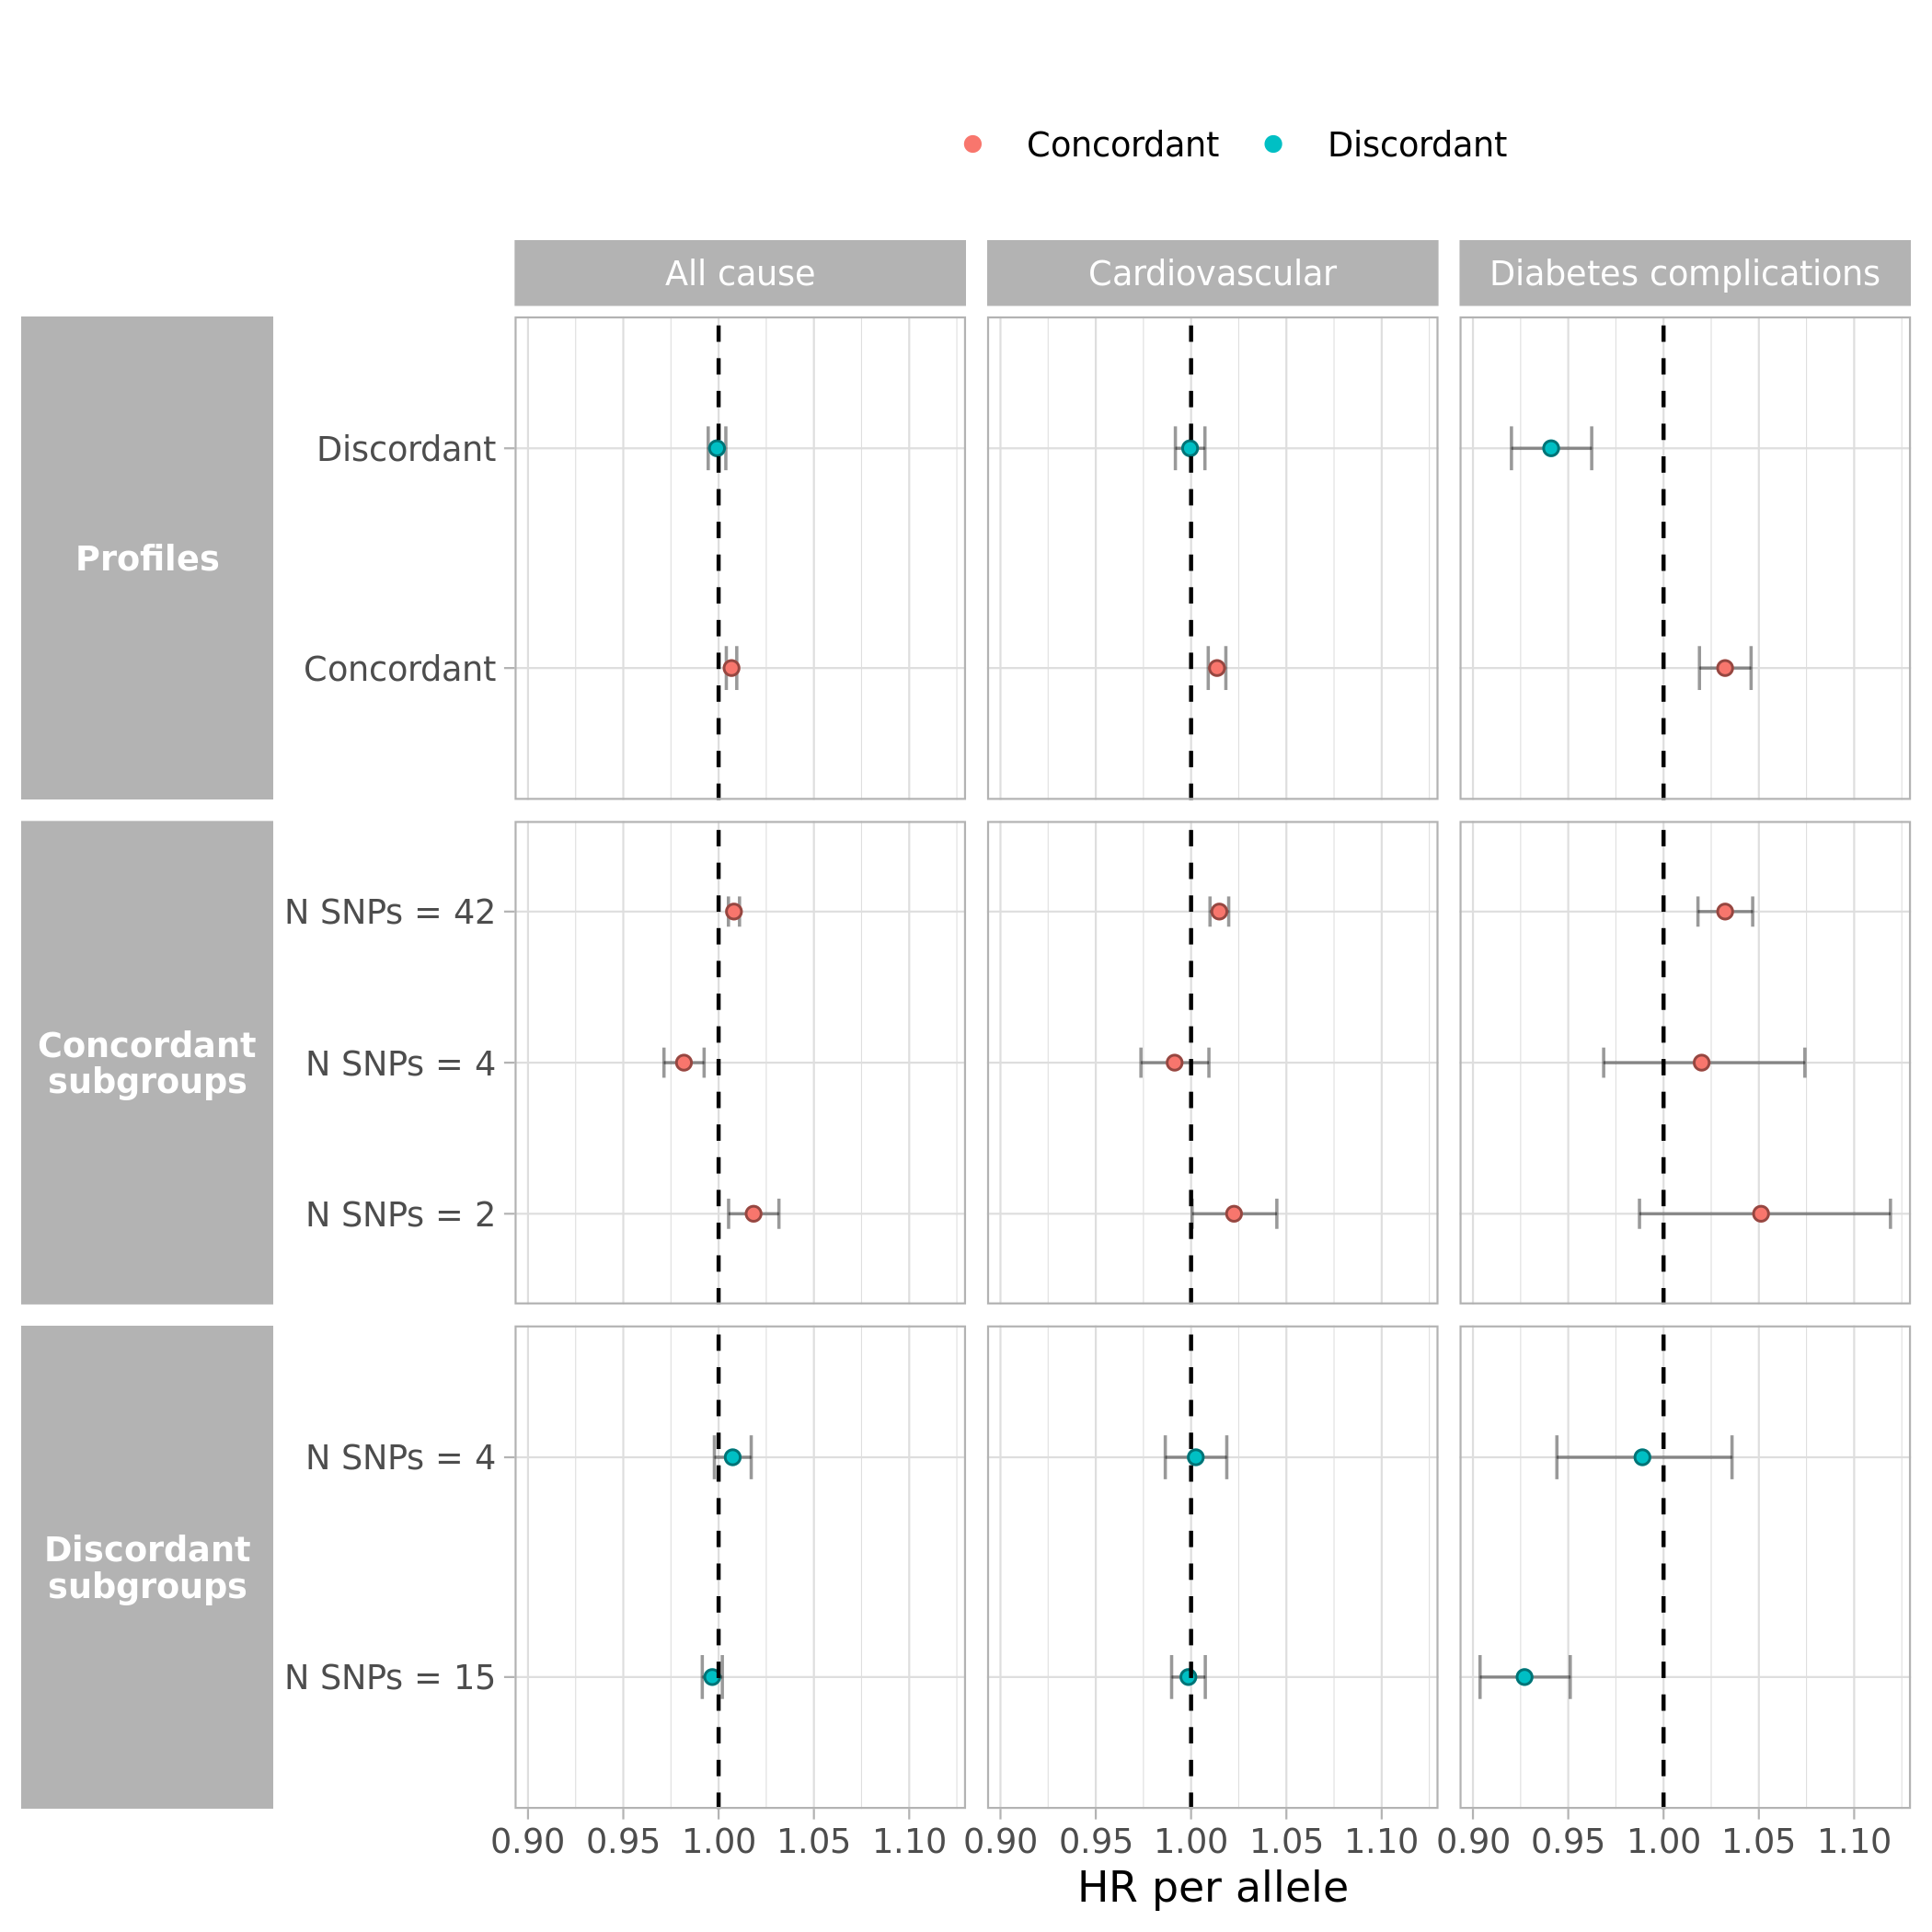 Concordant Discordant
All cause Cardiovascular Diabetes complications
Profiles
Discordant
Concordant
Concordant
subgroups
N SNPs = 42
N SNPs = 4
N SNPs = 2
Discordant
subgroups
N SNPs = 4
N SNPs = 15
0.90 0.95 1.00 1.05 1.10 0.90 0.95 1.00 1.05 1.10 0.90 0.95 1.00 1.05 1.10
HR per allele